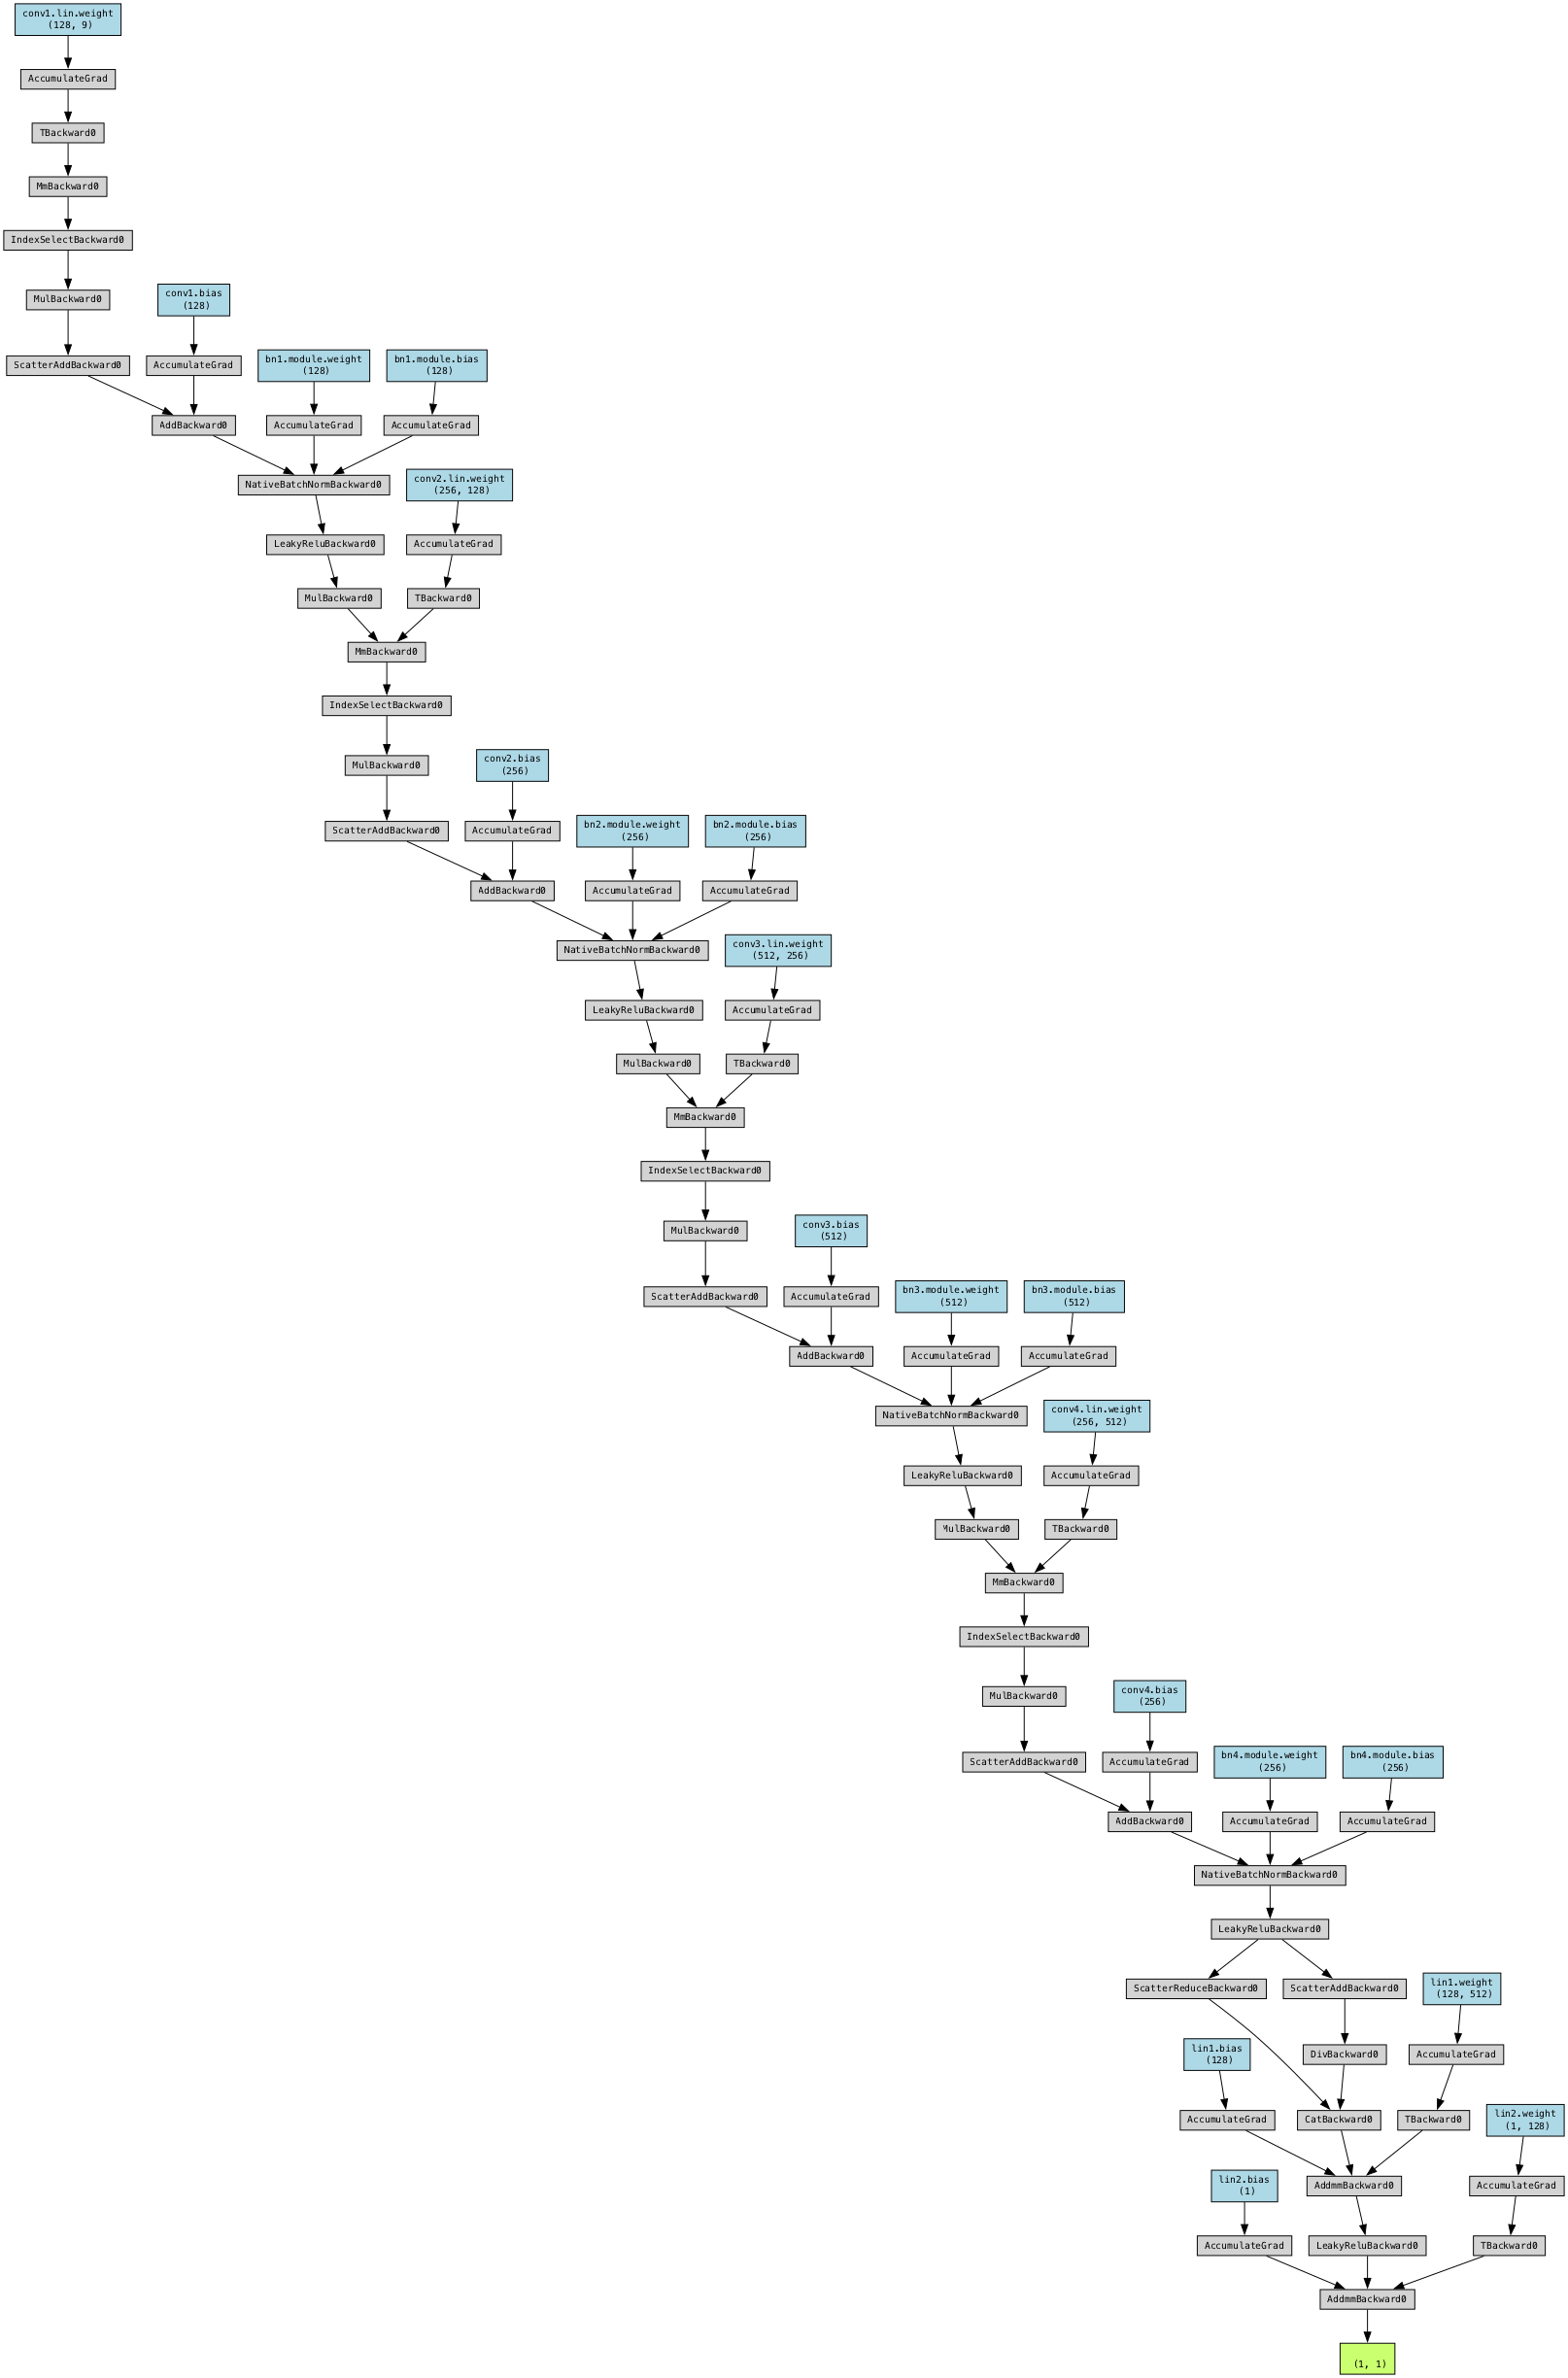 conv1.lin.weight
(128, 9)
AccumulateGrad
TBackward0
MmBackward0
IndexSelectBackward0
MulBackward0
conv1.bias
(128)
ScatterAddBackward0
AccumulateGrad
bn1.module.weight
(128)
bn1.module.bias
(128)
AddBackward0
AccumulateGrad
AccumulateGrad
NativeBatchNormBackward0
conv2.lin.weight
(256, 128)
LeakyReluBackward0
AccumulateGrad
MulBackward0
TBackward0
MmBackward0
IndexSelectBackward0
MulBackward0
conv2.bias
(256)
ScatterAddBackward0
AccumulateGrad
bn2.module.weight
(256)
bn2.module.bias
(256)
AddBackward0
AccumulateGrad
AccumulateGrad
NativeBatchNormBackward0
conv3.lin.weight
(512, 256)
LeakyReluBackward0
AccumulateGrad
MulBackward0
TBackward0
MmBackward0
IndexSelectBackward0
MulBackward0
conv3.bias
(512)
ScatterAddBackward0
AccumulateGrad
bn3.module.weight
(512)
bn3.module.bias
(512)
AddBackward0
AccumulateGrad
AccumulateGrad
NativeBatchNormBackward0
conv4.lin.weight
(256, 512)
LeakyReluBackward0
AccumulateGrad
MulBackward0
TBackward0
MmBackward0
IndexSelectBackward0
MulBackward0
conv4.bias
(256)
ScatterAddBackward0
AccumulateGrad
bn4.module.weight
(256)
bn4.module.bias
(256)
AddBackward0
AccumulateGrad
AccumulateGrad
NativeBatchNormBackward0
LeakyReluBackward0
ScatterReduceBackward0
ScatterAddBackward0
lin1.weight
(128, 512)
lin1.bias
(128)
DivBackward0
AccumulateGrad
AccumulateGrad
CatBackward0
TBackward0
lin2.weight
(1, 128)
lin2.bias
(1)
AddmmBackward0
AccumulateGrad
AccumulateGrad
LeakyReluBackward0
TBackward0
AddmmBackward0
(1, 1)